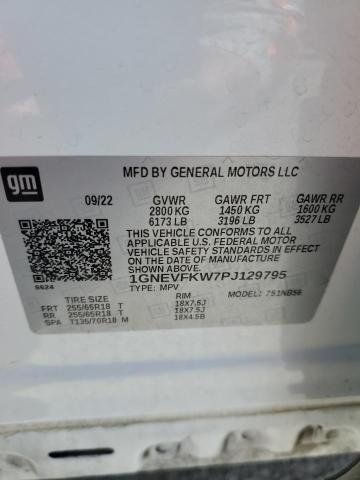 gm
MFD BY GENERAL MOTORS LLC
09/22 GVWR GAWR FRT GAWR RR
2800 KG 1450 KG 1600 KG
6173 LB 3196 LB 3527 LB
THIS VEHICLE CONFORMS TO ALL
APPLICABLE U.S. FEDERAL MOTOR
VEHICLE SAFETY STANDARDS IN EFFECT
ON THE DATE OF MANUFACTURE
SHOWN ABOVE.
1GNEVFKW7PJ129795
S624 TYPE: MPV MODEL: 751NB56
TIRE SIZE RIM
FRT 255/65R18 T 18X7.5J
RR 255/65R18 T 18X7.5J
SPA T135/70R18 M 18X4.5B